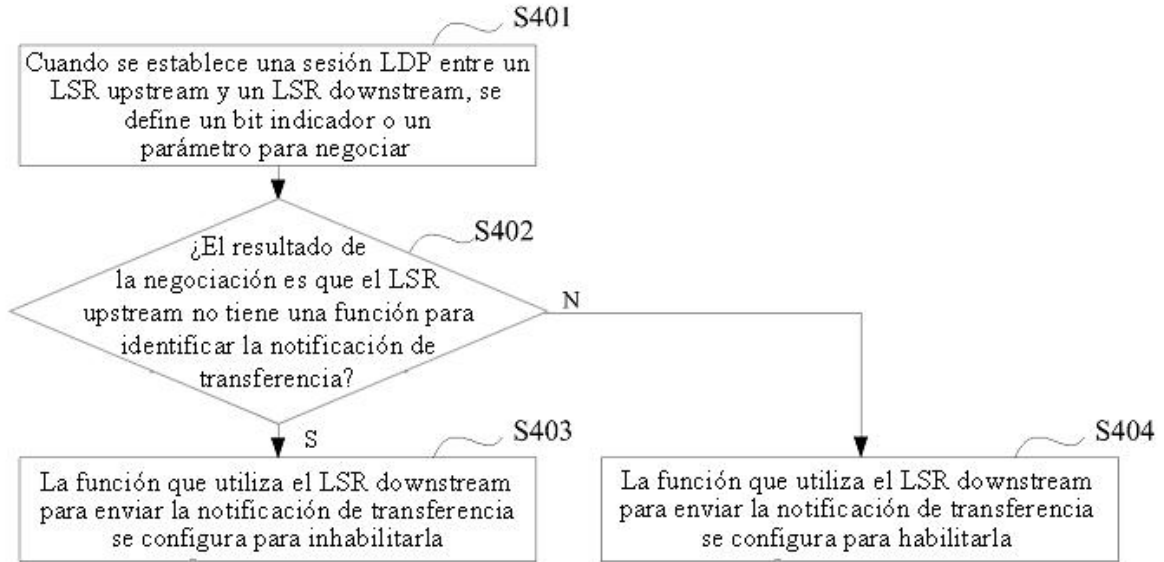 S401
Cuando se establece una sesión LDP entre un
LSR upstream y un LSR downstream, se
define un bit indicador o un
parámetro para negociar
S402
¿El resultado de
la negociación es que el LSR
upstream no tiene una función para
identificar la notificación de
transferencia?
N
S
S403
La función que utiliza el LSR downstream
para enviar la notificación de transferencia
se configura para inhabilitarla
S404
La función que utiliza el LSR downstream
para enviar la notificación de transferencia
se configura para habilitarla